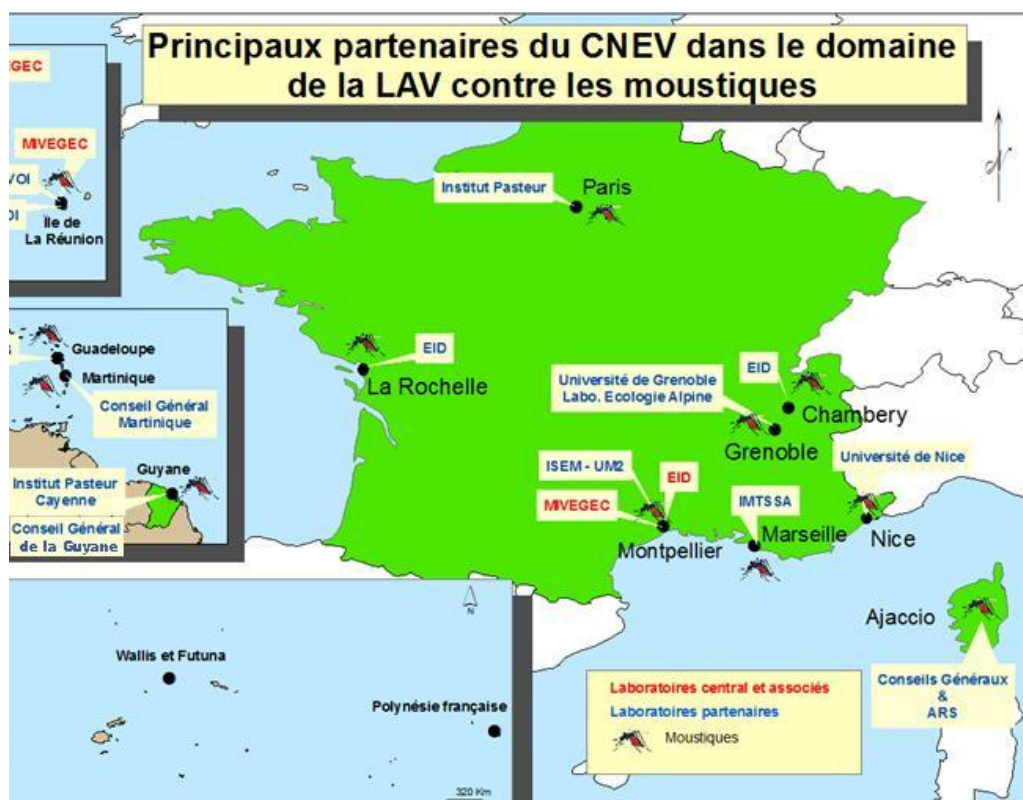 Principaux partenaires du CNEV dans le domaine
de la LAV contre les moustiques
MIVEGEC
Île de
La Réunion
Institut Pasteur
Paris
EID
La Rochelle
Guadeloupe
Martinique
Conseil Général
Martinique
Guyane
Institut Pasteur
Cayenne
Conseil Général
de la Guyane
Université de Grenoble
Labo. Ecologie Alpine
EID
Chambery
Grenoble
Université de Nice
ISEM - UM2
EID
MIVEGEC
IMTSSA
Montpellier
Marseille
Nice
Ajaccio
Conseils Généraux
&
ARS
N
Wallis et Futuna
Polynésie française
320 Km
Laboratoires central et associés
Laboratoires partenaires
Moustiques